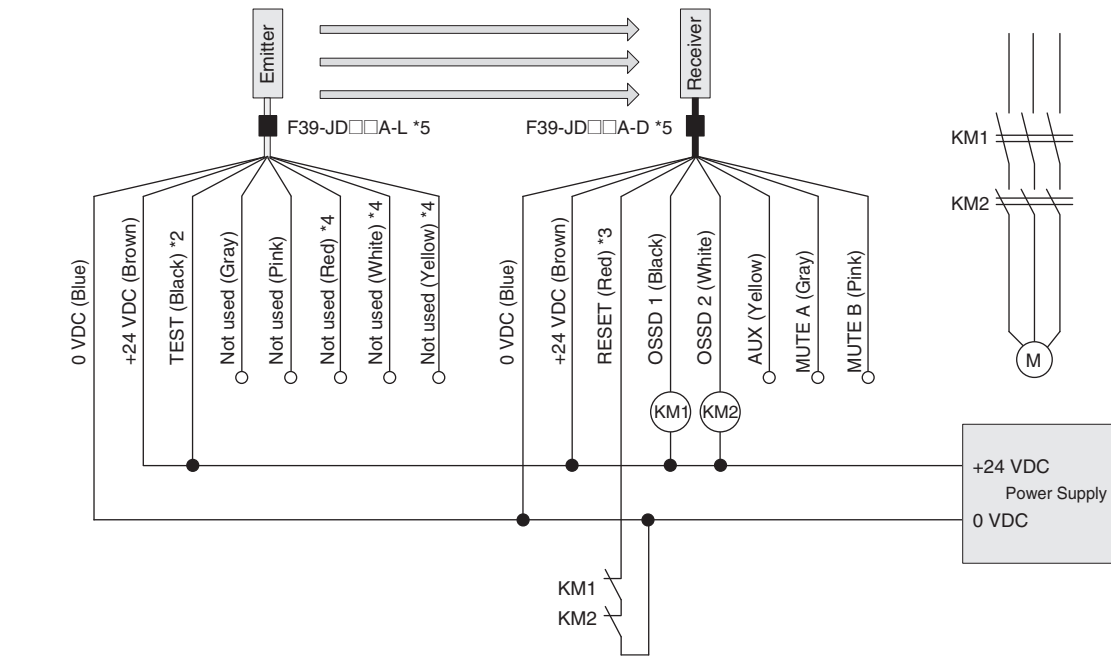 Emitter
Receiver
F39-JD□□A-L *5
F39-JD□□A-D *5
KM1
KM2
M
0 VDC (Blue)
+24 VDC (Brown)
TEST (Black) *2
Not used (Gray)
Not used (Pink)
Not used (Red) *4
Not used (White) *4
Not used (Yellow) *4
0 VDC (Blue)
+24 VDC (Brown)
RESET (Red) *3
OSSD 1 (Black)
OSSD 2 (White)
AUX (Yellow)
MUTE A (Gray)
MUTE B (Pink)
KM1
KM2
+24 VDC
Power Supply
0 VDC
KM1
KM2